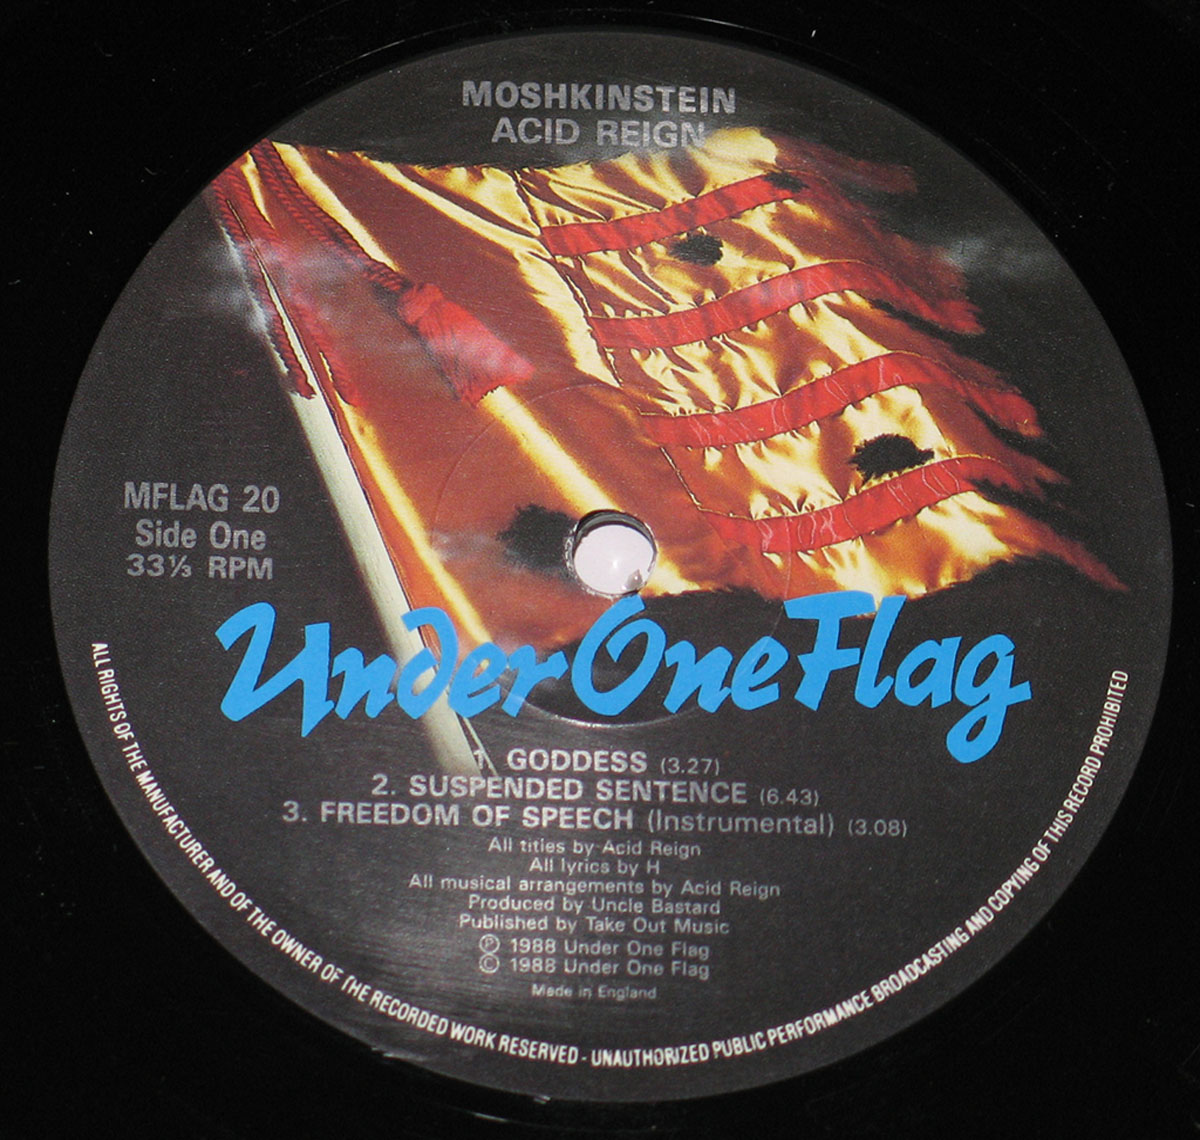 MOSHKINSTEIN
ACID REIGN
MFLAG 20
Side One
33⅓ RPM
Under One Flag
1. GODDESS (3.27)
2. SUSPENDED SENTENCE (6.43)
3. FREEDOM OF SPEECH (Instrumental) (3.08)
All titles by Acid Reign
All lyrics by H
All musical arrangements by Acid Reign
Produced by Uncle Bastard
Published by Take Out Music
℗ 1988 Under One Flag
© 1988 Under One Flag
Made in England
ALL RIGHTS OF THE MANUFACTURER AND OF THE OWNER OF THE RECORDED WORK RESERVED - UNAUTHORIZED PUBLIC PERFORMANCE BROADCASTING AND COPYING OF THIS RECORD PROHIBITED